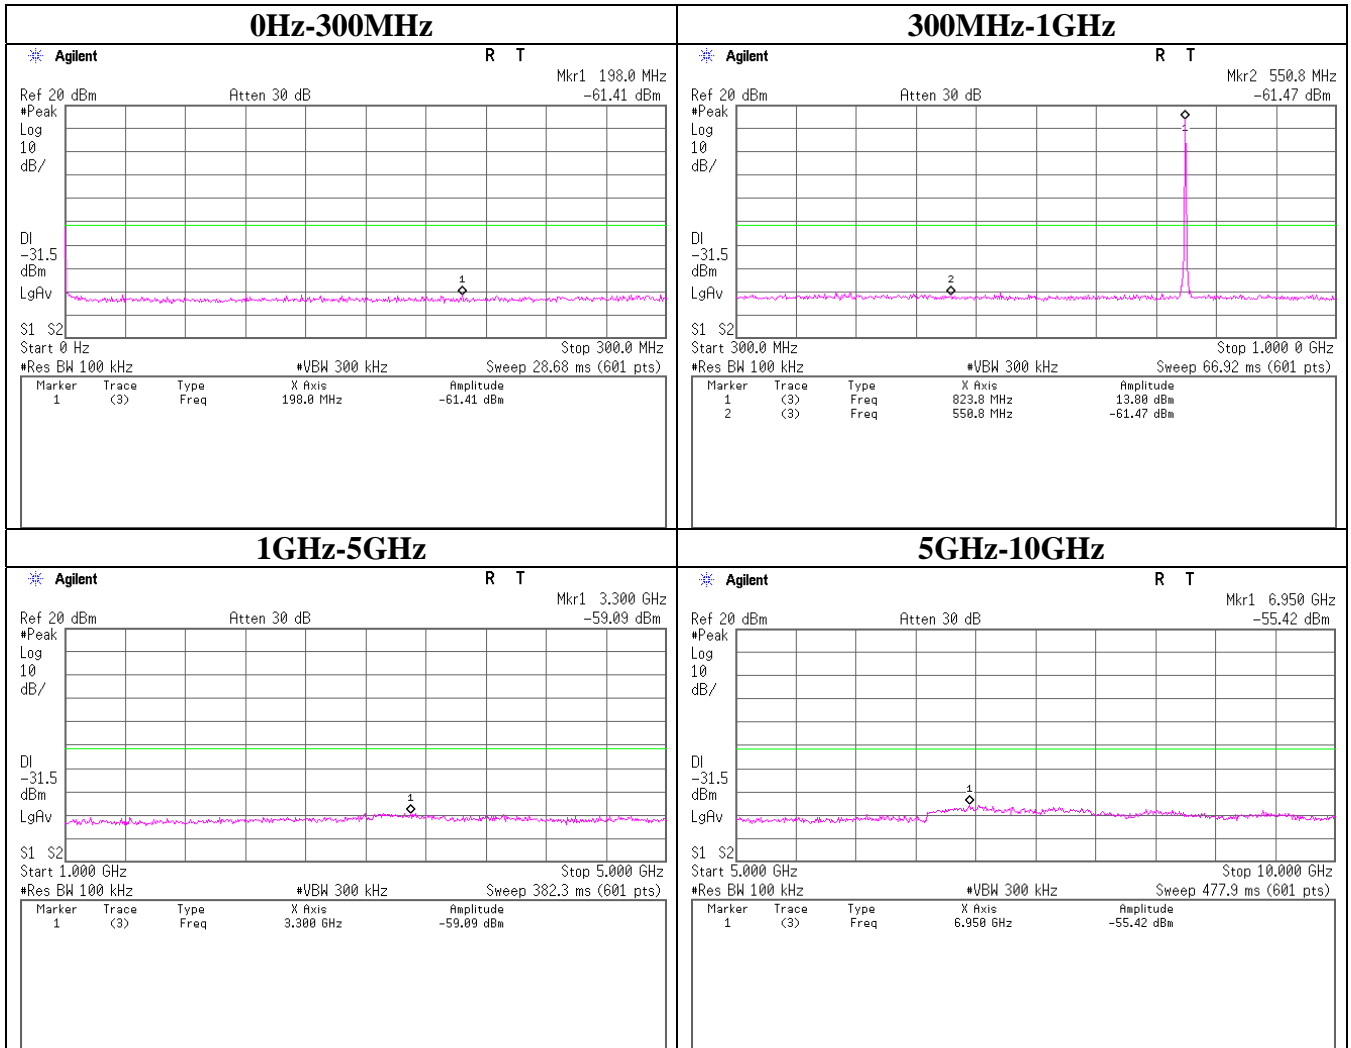 0Hz-300MHz
Agilent R T
Mkr1 198.0 MHz
Ref 20 dBm Atten 30 dB -61.41 dBm
#Peak
Log
10
dB/
DI
-31.5
dBm
LgAv
1
S1 S2
Start 0 Hz Stop 300.0 MHz
#Res BW 100 kHz #VBW 300 kHz Sweep 28.68 ms (601 pts)
Marker Trace Type X Axis Amplitude
1 (3) Freq 198.0 MHz -61.41 dBm
300MHz-1GHz
Agilent R T
Mkr2 550.8 MHz
Ref 20 dBm Atten 30 dB -61.47 dBm
#Peak
Log
10
dB/
1
DI
-31.5
dBm
LgAv
2
S1 S2
Start 300.0 MHz Stop 1.000 0 GHz
#Res BW 100 kHz #VBW 300 kHz Sweep 66.92 ms (601 pts)
Marker Trace Type X Axis Amplitude
1 (3) Freq 823.8 MHz 13.80 dBm
2 (3) Freq 550.8 MHz -61.47 dBm
1GHz-5GHz
Agilent R T
Mkr1 3.300 GHz
Ref 20 dBm Atten 30 dB -59.09 dBm
#Peak
Log
10
dB/
DI
-31.5
dBm
LgAv
1
S1 S2
Start 1.000 GHz Stop 5.000 GHz
#Res BW 100 kHz #VBW 300 kHz Sweep 382.3 ms (601 pts)
Marker Trace Type X Axis Amplitude
1 (3) Freq 3.300 GHz -59.09 dBm
5GHz-10GHz
Agilent R T
Mkr1 6.950 GHz
Ref 20 dBm Atten 30 dB -55.42 dBm
#Peak
Log
10
dB/
DI
-31.5
dBm
LgAv
1
S1 S2
Start 5.000 GHz Stop 10.000 GHz
#Res BW 100 kHz #VBW 300 kHz Sweep 477.9 ms (601 pts)
Marker Trace Type X Axis Amplitude
1 (3) Freq 6.950 GHz -55.42 dBm